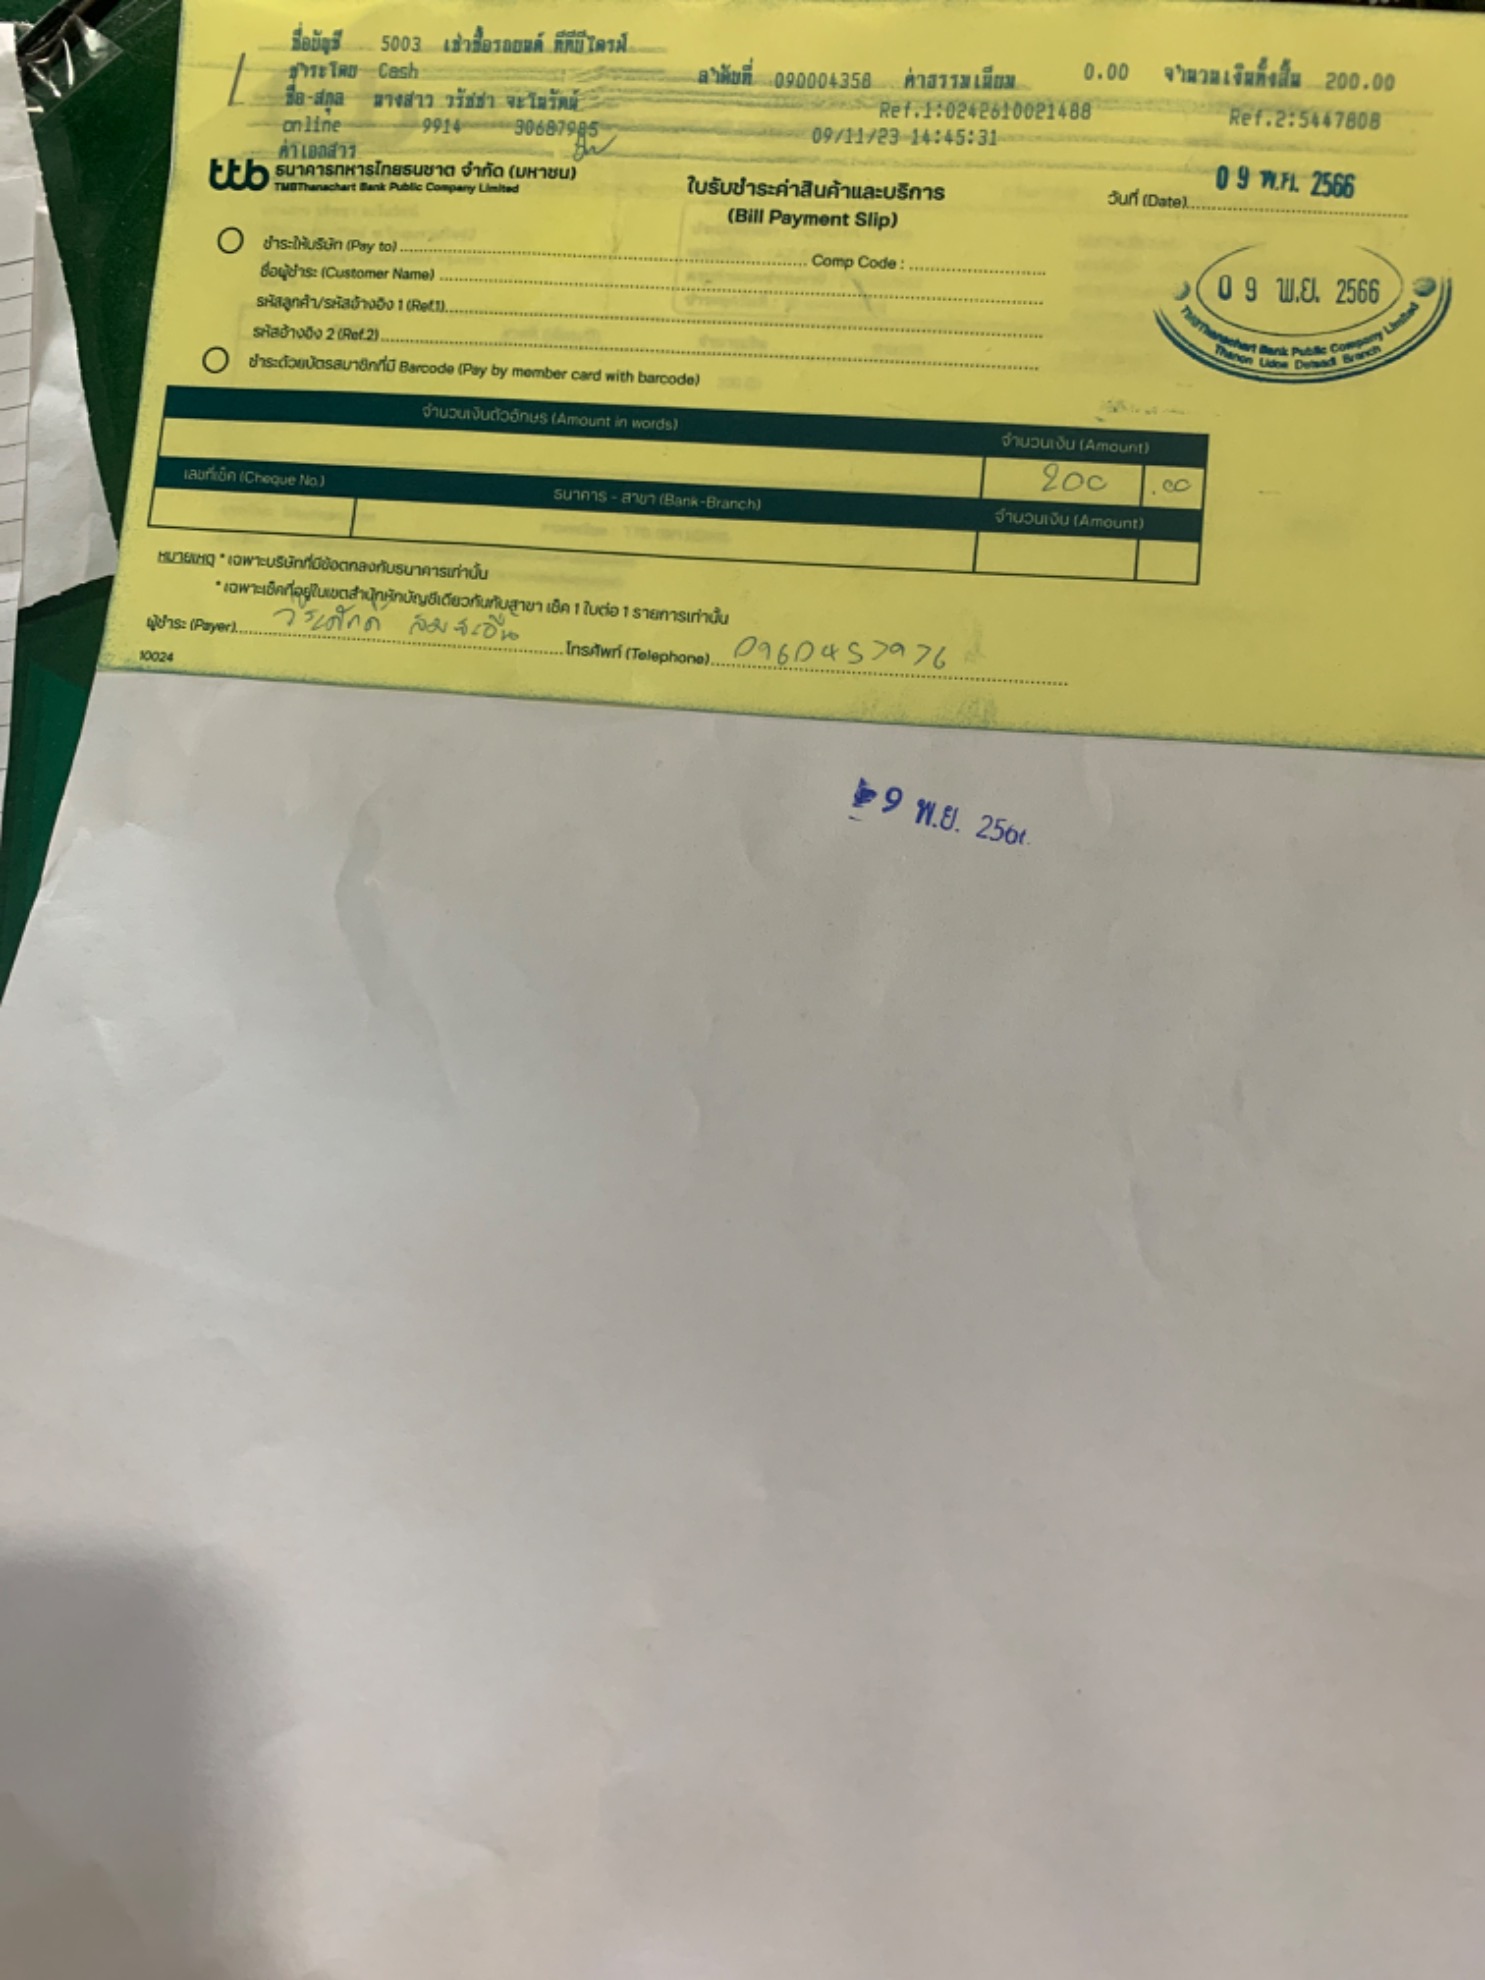 ชื่อบัญชี 5003 เช่าซื้อรถยนต์ ทีทีบีไดรฟ์
ชำระโดย Cash ลำดับที่ 090004358 ค่าธรรมเนียม 0.00 จำนวนเงินทั้งสิ้น 200.00
ชื่อ-สกุล นางสาว วรัชชา จะโนรัตน์ Ref.1:0242610021488 Ref.2:5447808
online 9914 30687985 09/11/23 14:45:31
ค่าเอกสาร
ttb ธนาคารทหารไทยธนชาต จำกัด (มหาชน)
TMBThanachart Bank Public Company Limited
ใบรับชำระค่าสินค้าและบริการ
(Bill Payment Slip)
วันที่ (Date) 09 พ.ย. 2566
ชำระให้บริษัท (Pay to) Comp Code :
ชื่อผู้ชำระ (Customer Name)
รหัสลูกค้า/รหัสอ้างอิง 1 (Ref.1)
รหัสอ้างอิง 2 (Ref.2)
ชำระด้วยบัตรสมาชิกที่มี Barcode (Pay by member card with barcode)
09 พ.ย. 2566
TMBThanachart Bank Public Company Limited
Thanon Udon Branch
จำนวนเงินตัวอักษร (Amount in words) จำนวนเงิน (Amount)
200 .00
เลขที่เช็ค (Cheque No.) ธนาคาร - สาขา (Bank-Branch) จำนวนเงิน (Amount)
หมายเหตุ * เฉพาะบริษัทที่มีข้อตกลงกับธนาคารเท่านั้น
* เฉพาะเช็คที่อยู่ในเขตสำนักหักบัญชีเดียวกันกับสาขา เช็ค 1 ใบต่อ 1 รายการเท่านั้น
ผู้ชำระ (Payer) โทรศัพท์ (Telephone) 0960457976
10024
9 พ.ย. 256